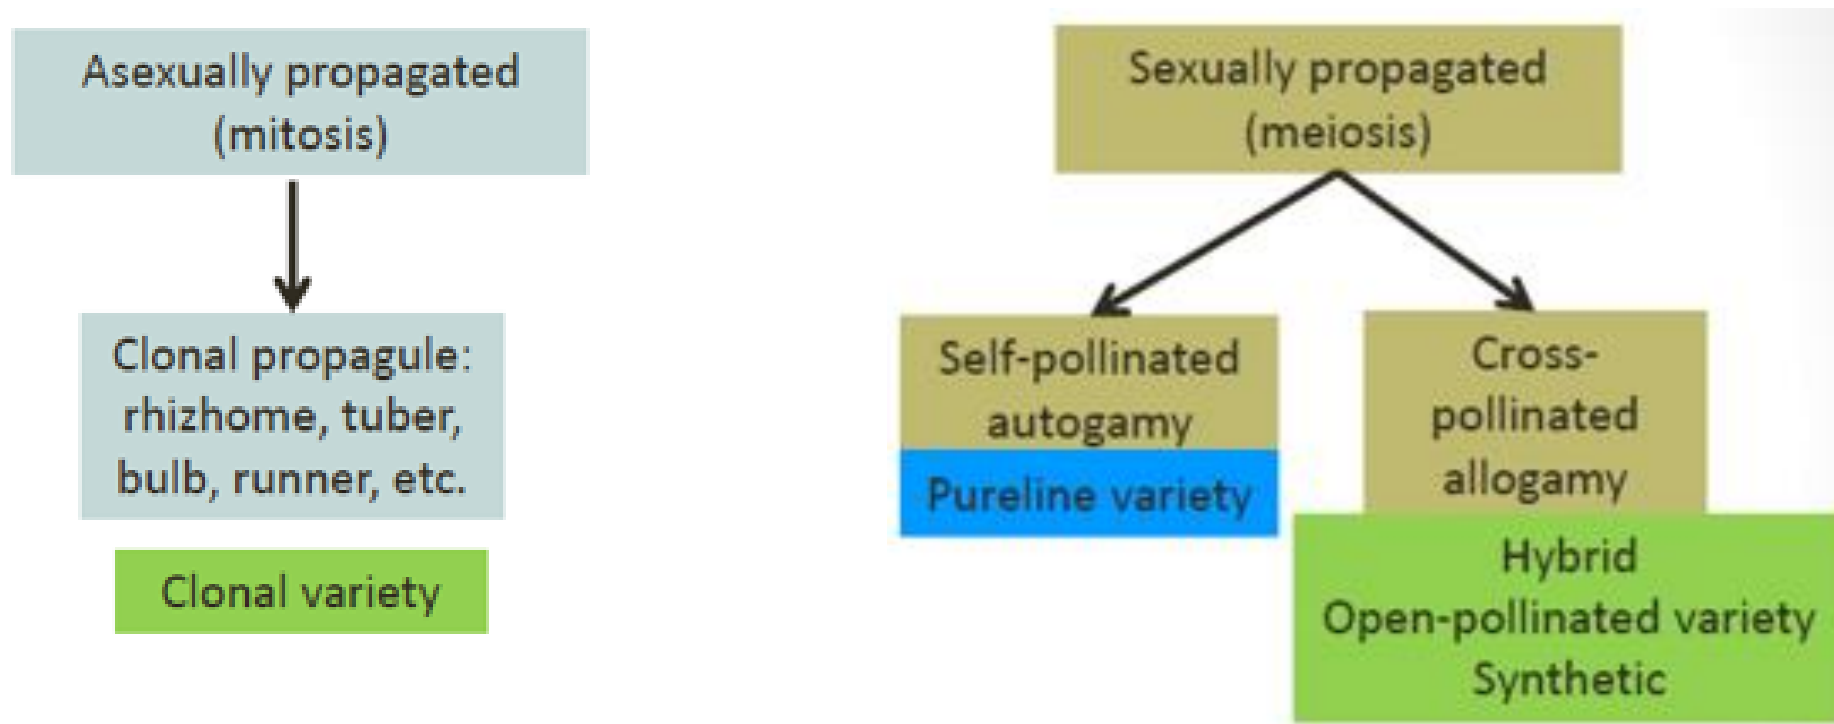 Asexually propagated
(mitosis)
Clonal propagule:
rhizhome, tuber,
bulb, runner, etc.
Clonal variety
Sexually propagated
(meiosis)
Self-pollinated
autogamy
Pureline variety
Cross-
pollinated
allogamy
Hybrid
Open-pollinated variety
Synthetic